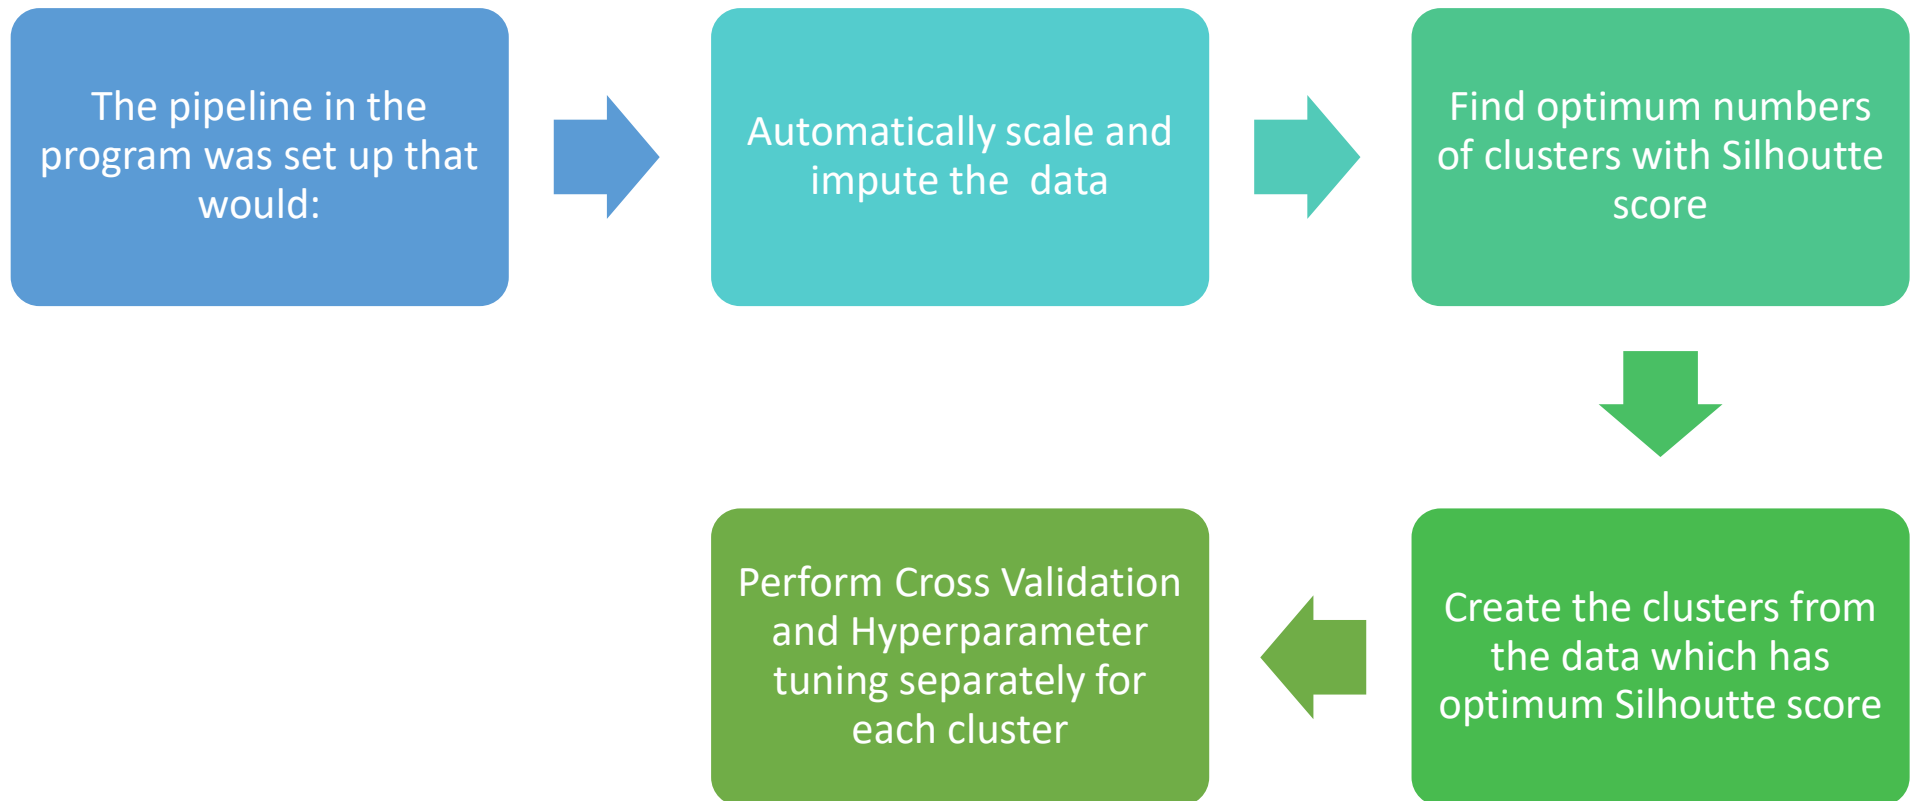 The pipeline in the
program was set up that
would:
Automatically scale and
impute the  data
Find optimum numbers
of clusters with Silhoutte
score
Create the clusters from
the data which has
optimum Silhoutte score
Perform Cross Validation
and Hyperparameter
tuning separately for
each cluster